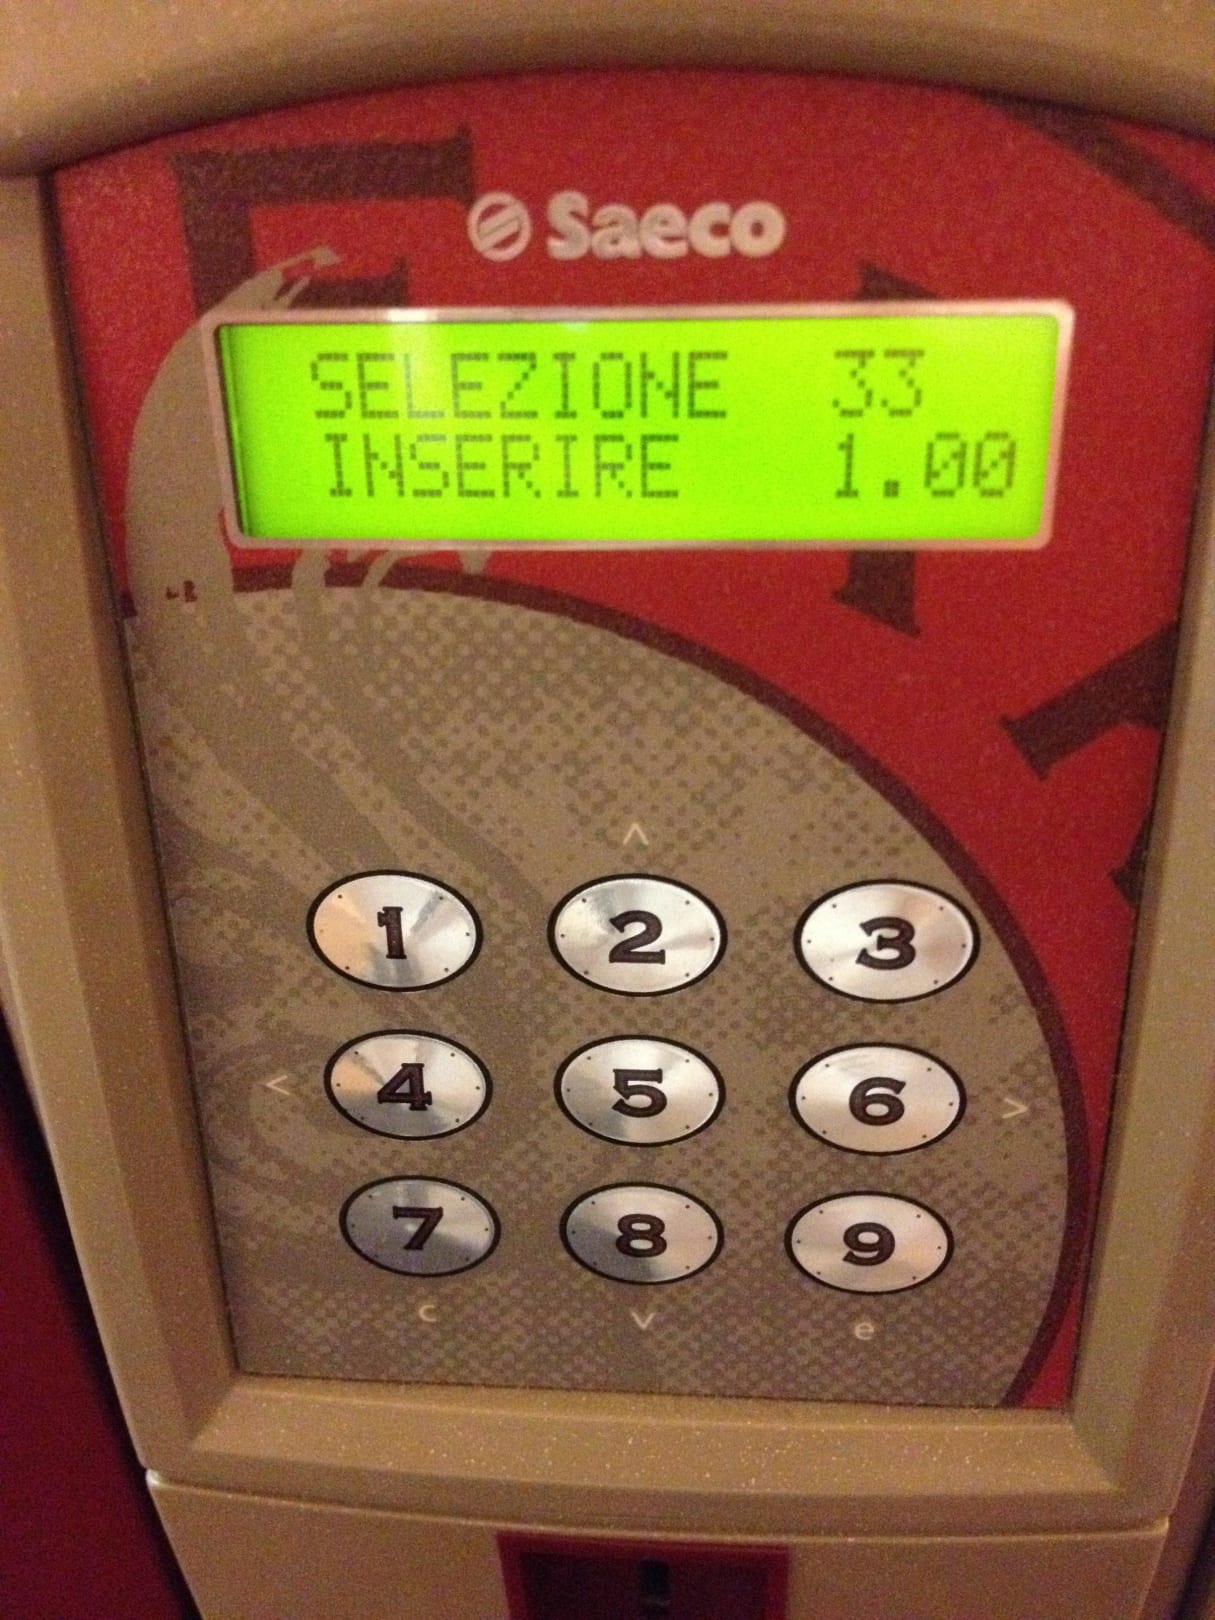 Saeco
SELEZIONE 33
INSERIRE 1.00
^
1 2 3
< 4 5 6 >
7 8 9
c v e